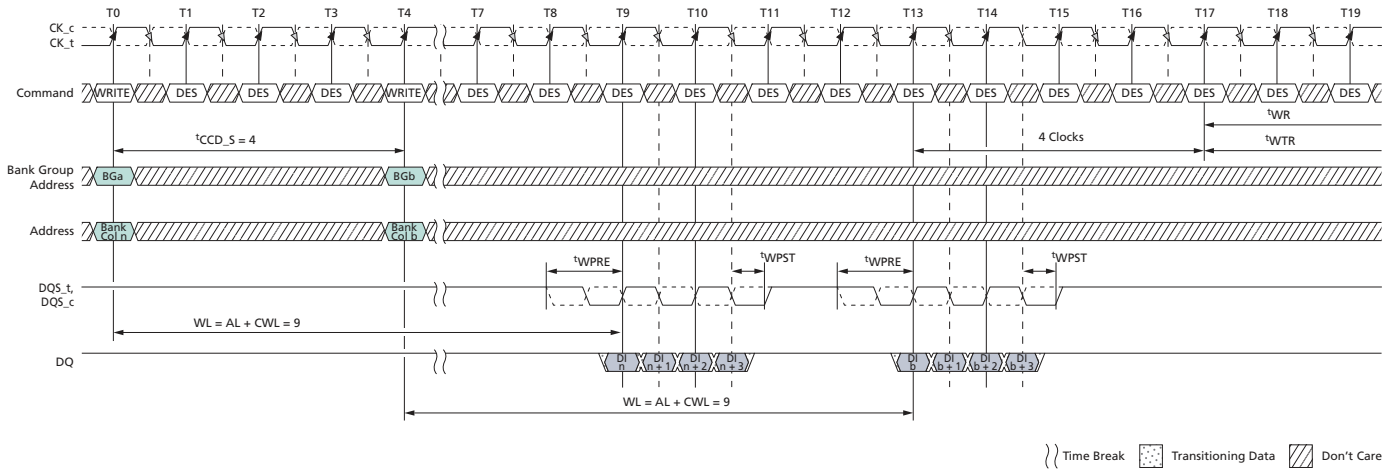 T0 T1 T2 T3 T4 T7 T8 T9 T10 T11 T12 T13 T14 T15 T16 T17 T18 T19
CK_c
CK_t
Command WRITE DES DES DES WRITE DES DES DES DES DES DES DES DES DES DES DES DES DES
tWR
tCCD_S = 4 4 Clocks tWTR
Bank Group
Address BGa BGb
Address Bank
Col n Bank
Col b
tWPRE tWPST tWPRE tWPST
DQS_t,
DQS_c
WL = AL + CWL = 9
DQ DI
n DI
n + 1 DI
n + 2 DI
n + 3 DI
b DI
b + 1 DI
b + 2 DI
b + 3
WL = AL + CWL = 9
Time Break Transitioning Data Don't Care